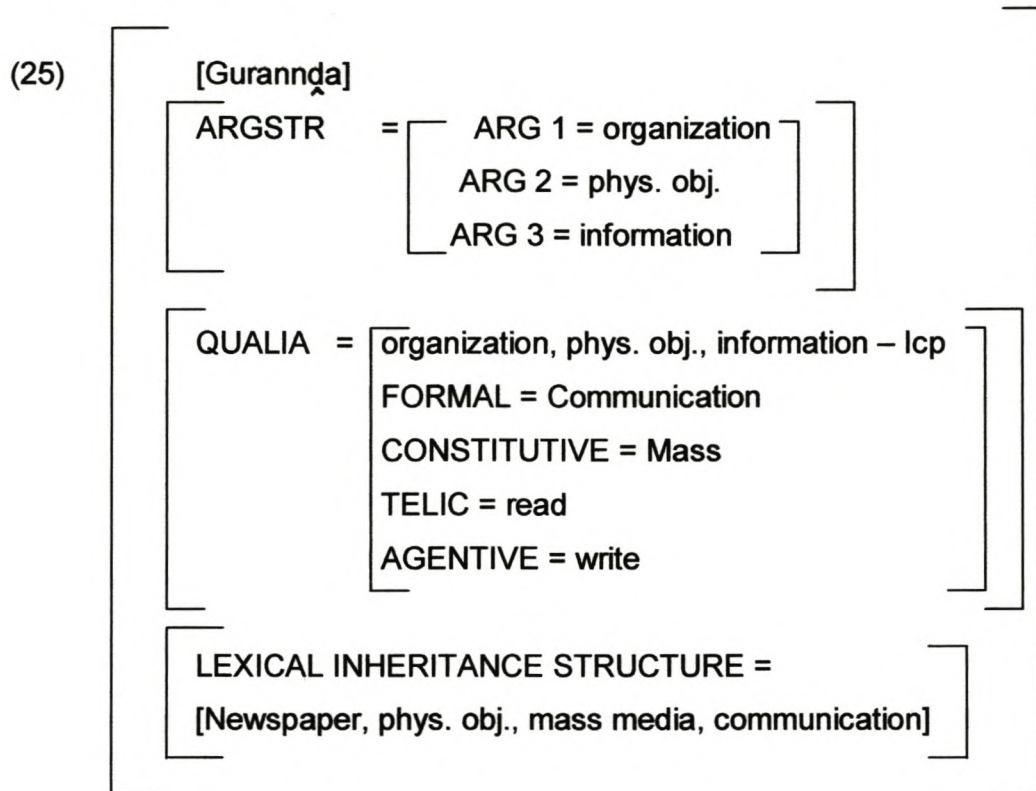 (25) [Gurannḓa]
ARGSTR = ARG 1 = organization
ARG 2 = phys. obj.
ARG 3 = information
QUALIA = organization, phys. obj., information – lcp
FORMAL = Communication
CONSTITUTIVE = Mass
TELIC = read
AGENTIVE = write
LEXICAL INHERITANCE STRUCTURE =
[Newspaper, phys. obj., mass media, communication]